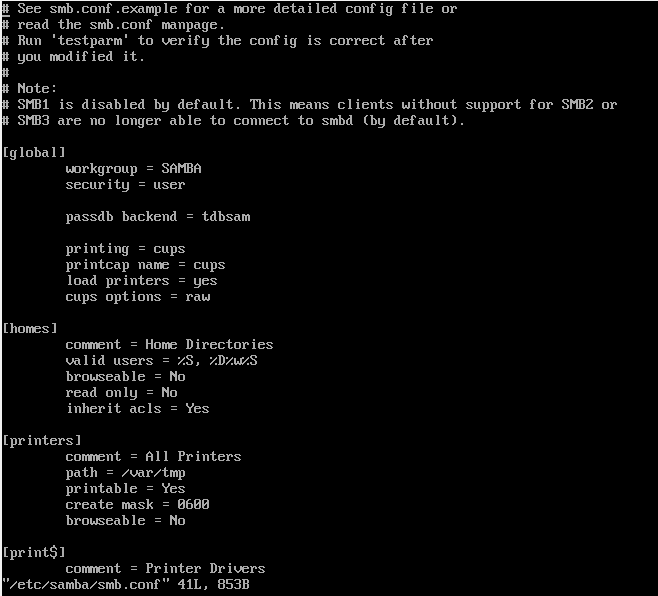 # See smb.conf.example for a more detailed config file or
# read the smb.conf manpage.
# Run 'testparm' to verify the config is correct after
# you modified it.
#
# Note:
# SMB1 is disabled by default. This means clients without support for SMB2 or
# SMB3 are no longer able to connect to smbd (by default).

[global]
        workgroup = SAMBA
        security = user

        passdb backend = tdbsam

        printing = cups
        printcap name = cups
        load printers = yes
        cups options = raw

[homes]
        comment = Home Directories
        valid users = %S, %D%w%S
        browseable = No
        read only = No
        inherit acls = Yes

[printers]
        comment = All Printers
        path = /var/tmp
        printable = Yes
        create mask = 0600
        browseable = No

[print$]
        comment = Printer Drivers
"/etc/samba/smb.conf" 41L, 853B